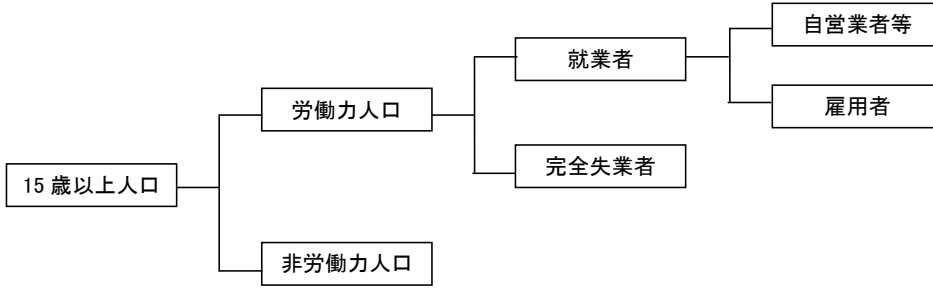 自営業者等
就業者
雇用者
労働力人口
完全失業者
15 歳以上人口
非労働力人口